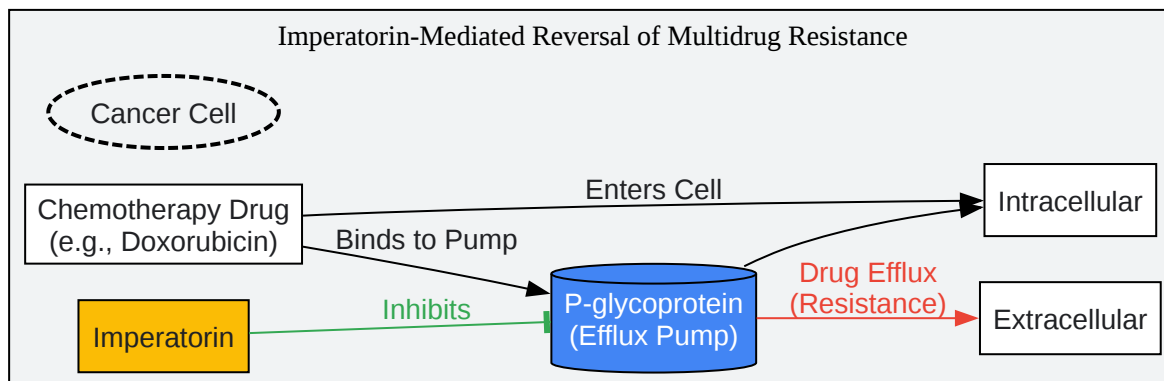 Imperatorin-Mediated Reversal of Multidrug Resistance
Cancer Cell
Enters Cell
Chemotherapy Drug
(e.g., Doxorubicin)
Intracellular
Binds to Pump
Drug Efflux
(Resistance)
P-glycoprotein
(Efflux Pump)
Inhibits
Imperatorin
Extracellular